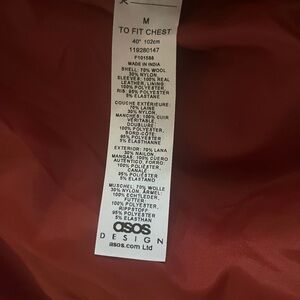 M
TO FIT CHEST
40" 102cm
119280147
F101588
MADE IN INDIA
SHELL: 70% WOOL
30% NYLON
SLEEVES: 100% REAL
LEATHER, LINING:
100% POLYESTER,
RIB: 95% POLYESTER
5% ELASTANE
COUCHE EXTÉRIEURE:
70% LAINE
30% NYLON
MANCHES: 100% CUIR
VÉRITABLE,
DOUBLURE:
100% POLYESTER,
BORD-CÔTE:
95% POLYESTER
5% ÉLASTHANNE
EXTERIOR: 70% LANA
30% NAILON
MANGAS: 100% CUERO
AUTÉNTICO, FORRO:
100% POLIÉSTER,
CANALÉ:
95% POLIÉSTER
5% ELASTANO
MUSCHEL: 70% WOLLE
30% NYLON, ÄRMEL:
100% ECHTLEDER,
FUTTER:
100% POLYESTER,
RIPPSTOFF:
95% POLYESTER
5% ELASTHAN
asos
DESIGN
asos.com Ltd